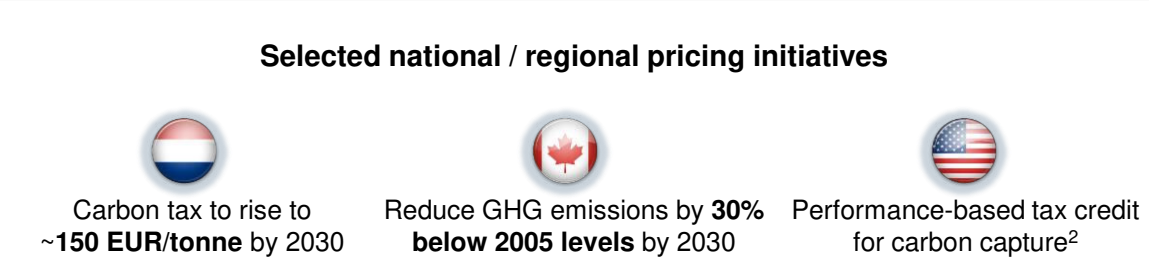 Selected national / regional pricing initiatives
Carbon tax to rise to
~150 EUR/tonne by 2030
Reduce GHG emissions by 30%
below 2005 levels by 2030
Performance-based tax credit
for carbon capture²